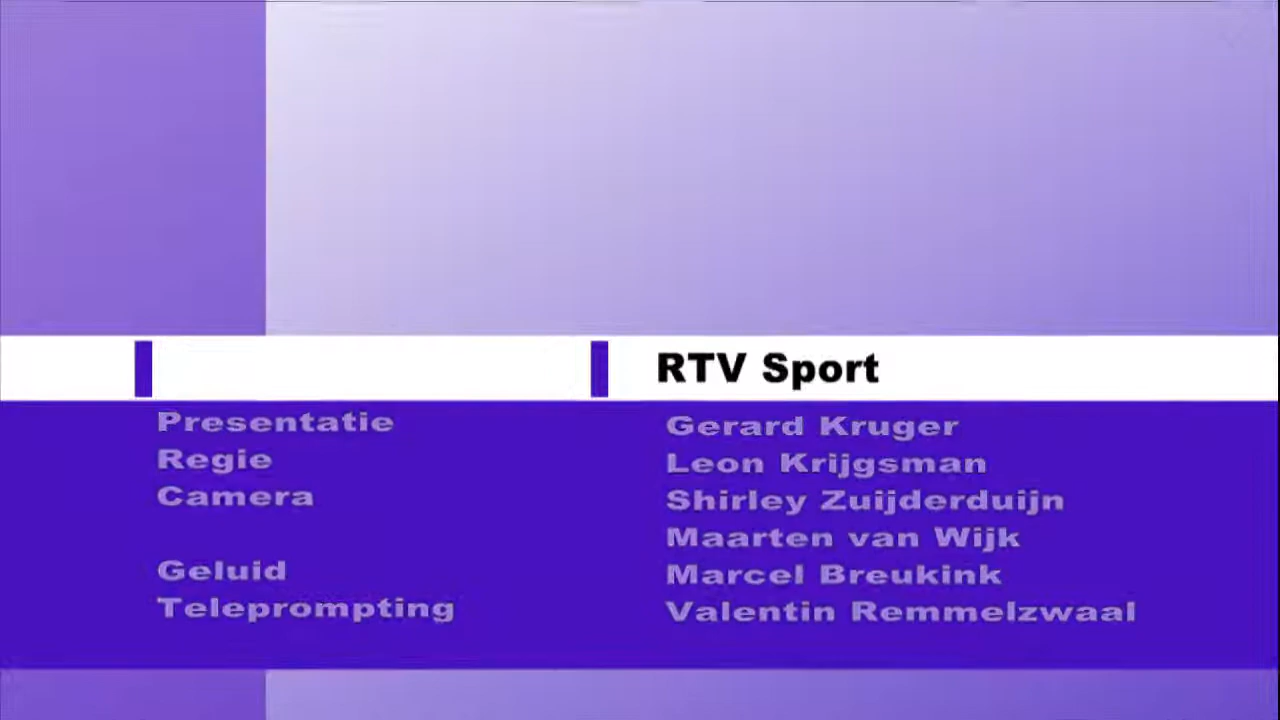 RTV Sport
Presentatie Gerard Kruger
Regie Leon Krijgsman
Camera Shirley Zuijderduijn
Maarten van Wijk
Geluid Marcel Breukink
Teleprompting Valentin Remmelzwaal